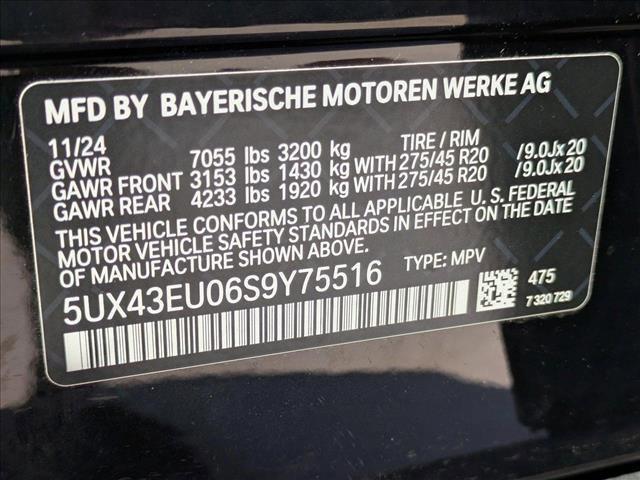 MFD BY BAYERISCHE MOTOREN WERKE AG
11/24 TIRE / RIM
GVWR 7055 lbs 3200 kg
GAWR FRONT 3153 lbs 1430 kg WITH 275/45 R20 /9.0Jx20
GAWR REAR 4233 lbs 1920 kg WITH 275/45 R20 /9.0Jx20
THIS VEHICLE CONFORMS TO ALL APPLICABLE U. S. FEDERAL
MOTOR VEHICLE SAFETY STANDARDS IN EFFECT ON THE DATE
OF MANUFACTURE SHOWN ABOVE.
5UX43EU06S9Y75516 TYPE: MPV
475
7 320 729